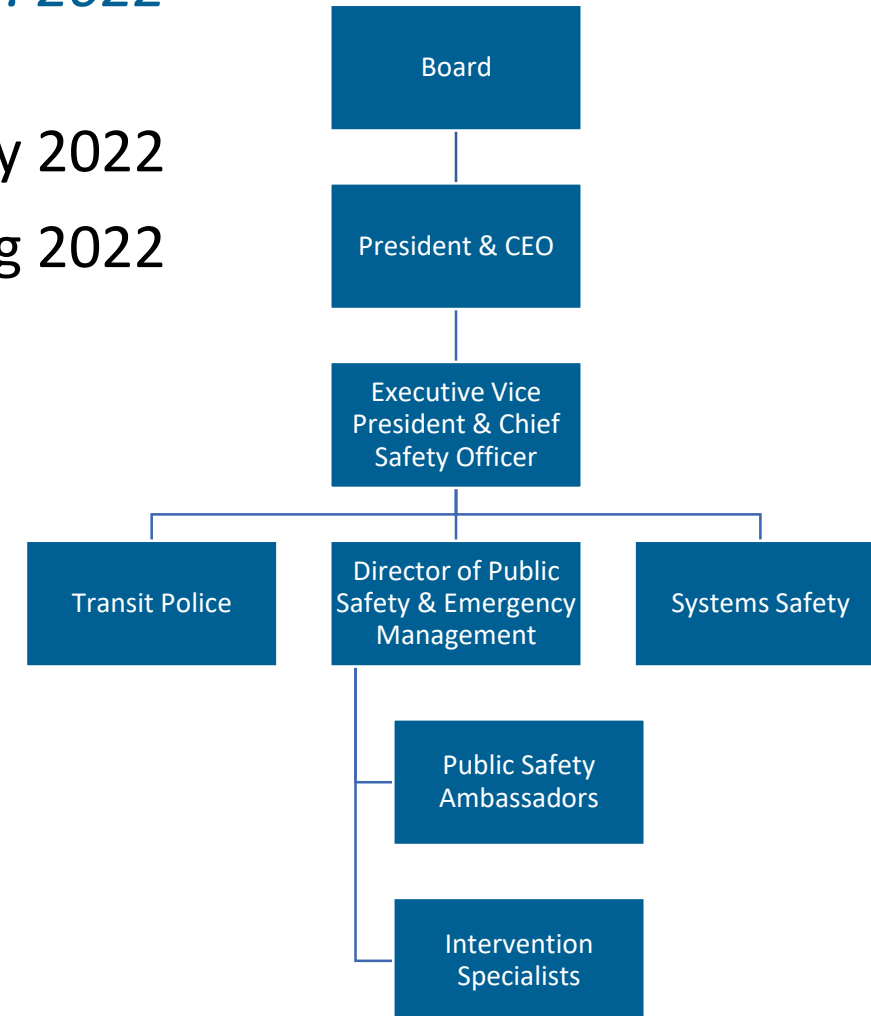 2022
2022
2022
Board
President & CEO
Executive Vice
President & Chief
Safety Officer
Transit Police
Director of Public
Safety & Emergency
Management
Systems Safety
Public Safety
Ambassadors
Intervention
Specialists